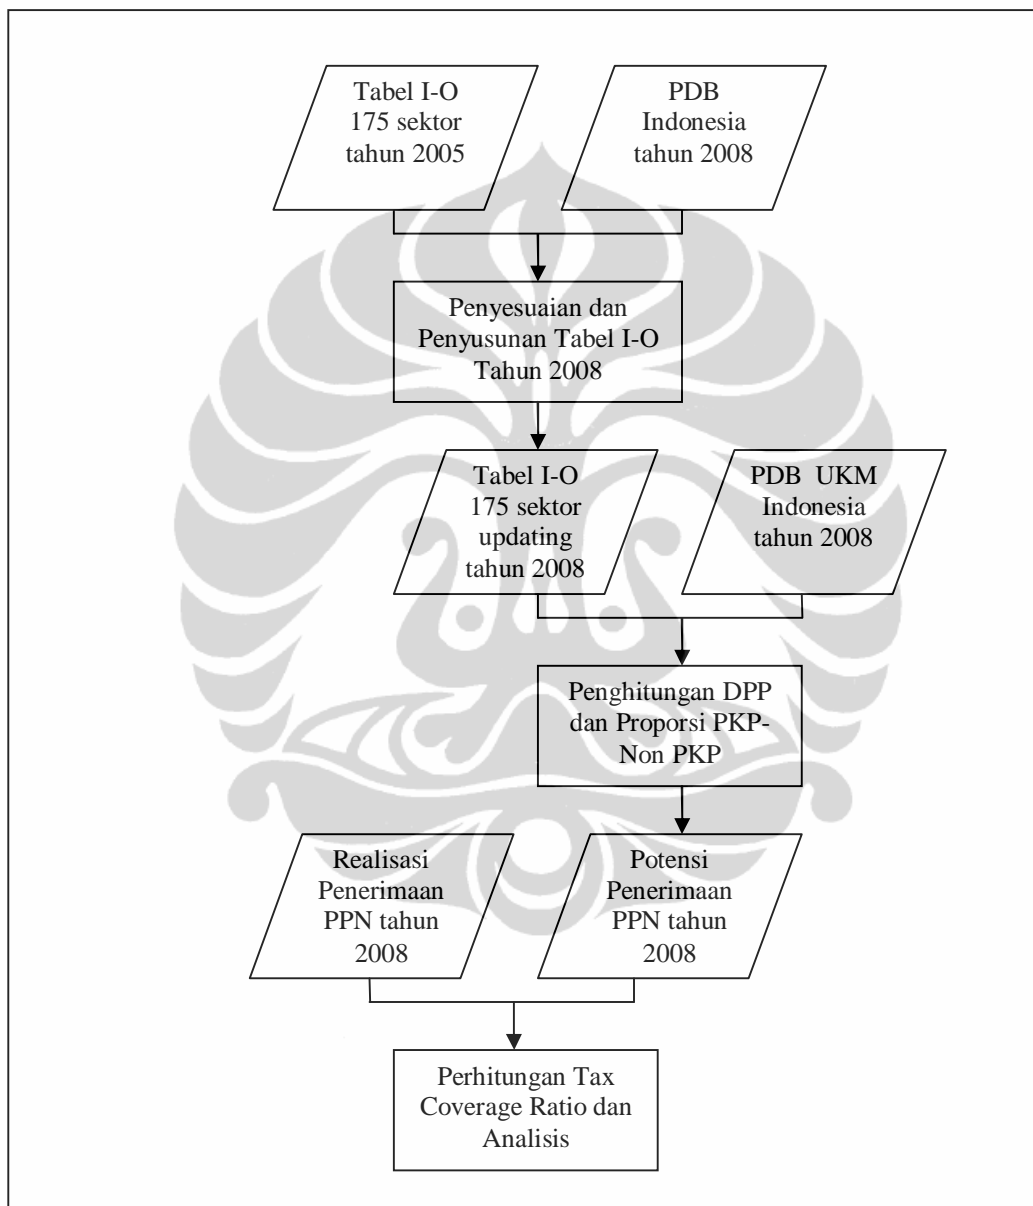 Tabel I-O
175 sektor
tahun 2005
PDB
Indonesia
tahun 2008
Penyesuaian dan
Penyusunan Tabel I-O
Tahun 2008
Tabel I-O
175 sektor
updating
tahun 2008
PDB UKM
Indonesia
tahun 2008
Penghitungan DPP
dan Proporsi PKP-
Non PKP
Realisasi
Penerimaan
PPN tahun
2008
Potensi
Penerimaan
PPN tahun
2008
Perhitungan Tax
Coverage Ratio dan
Analisis